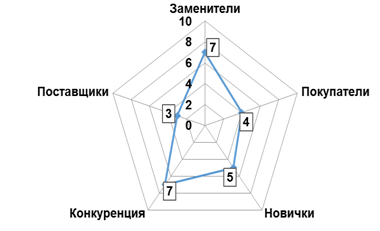 Заменители
10
8
6
4
2
0
7
Покупатели
4
Новички
5
Конкуренция
7
Поставщики
3